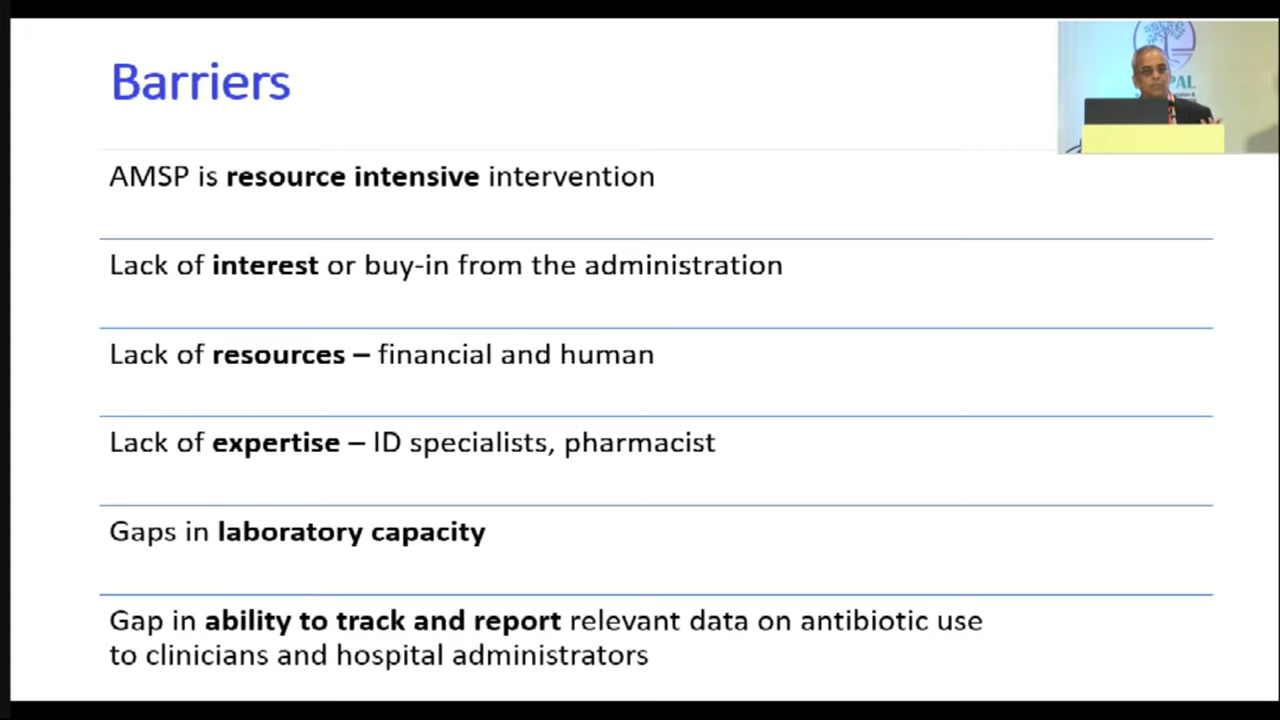 Barriers
PAL
AMSP is resource intensive intervention
Lack of interest or buy-in from the administration
Lack of resources – financial and human
Lack of expertise – ID specialists, pharmacist
Gaps in laboratory capacity
Gap in ability to track and report relevant data on antibiotic use
to clinicians and hospital administrators